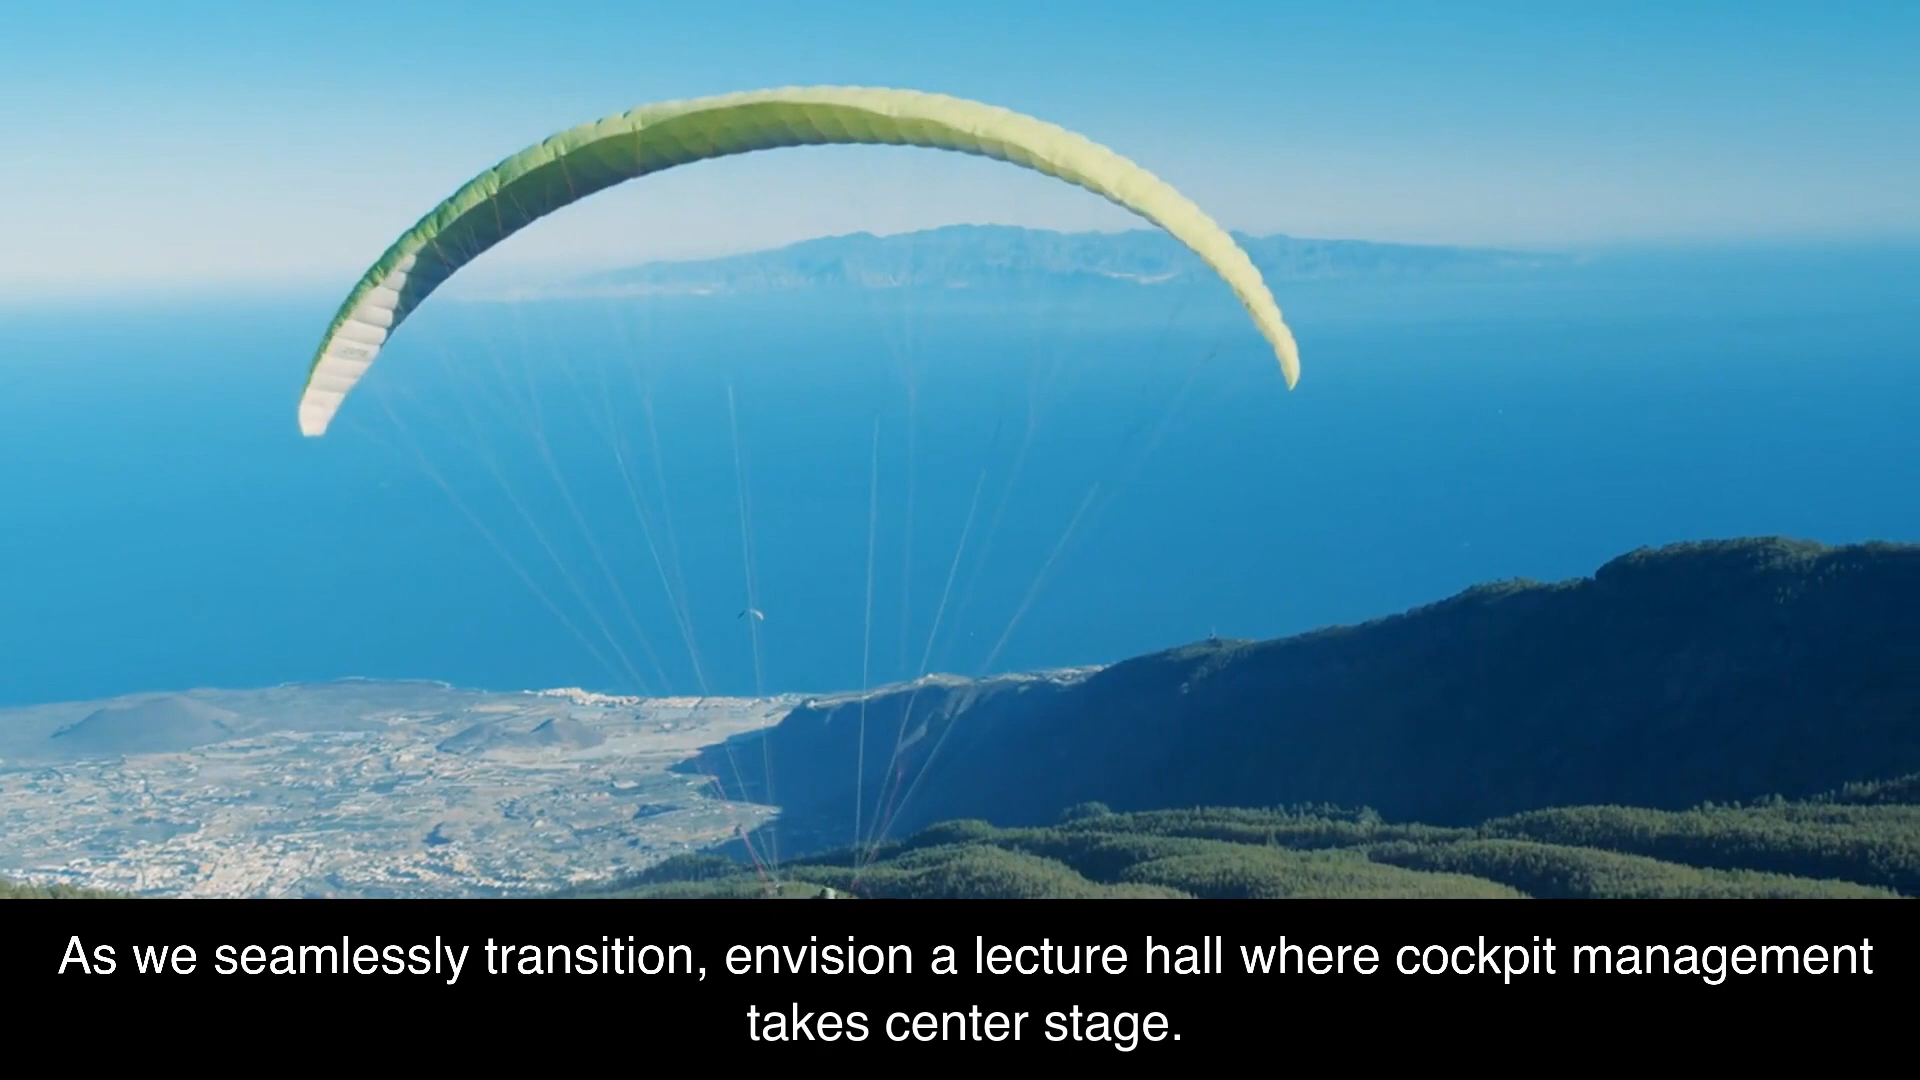 As we seamlessly transition, envision a lecture hall where cockpit management
takes center stage.